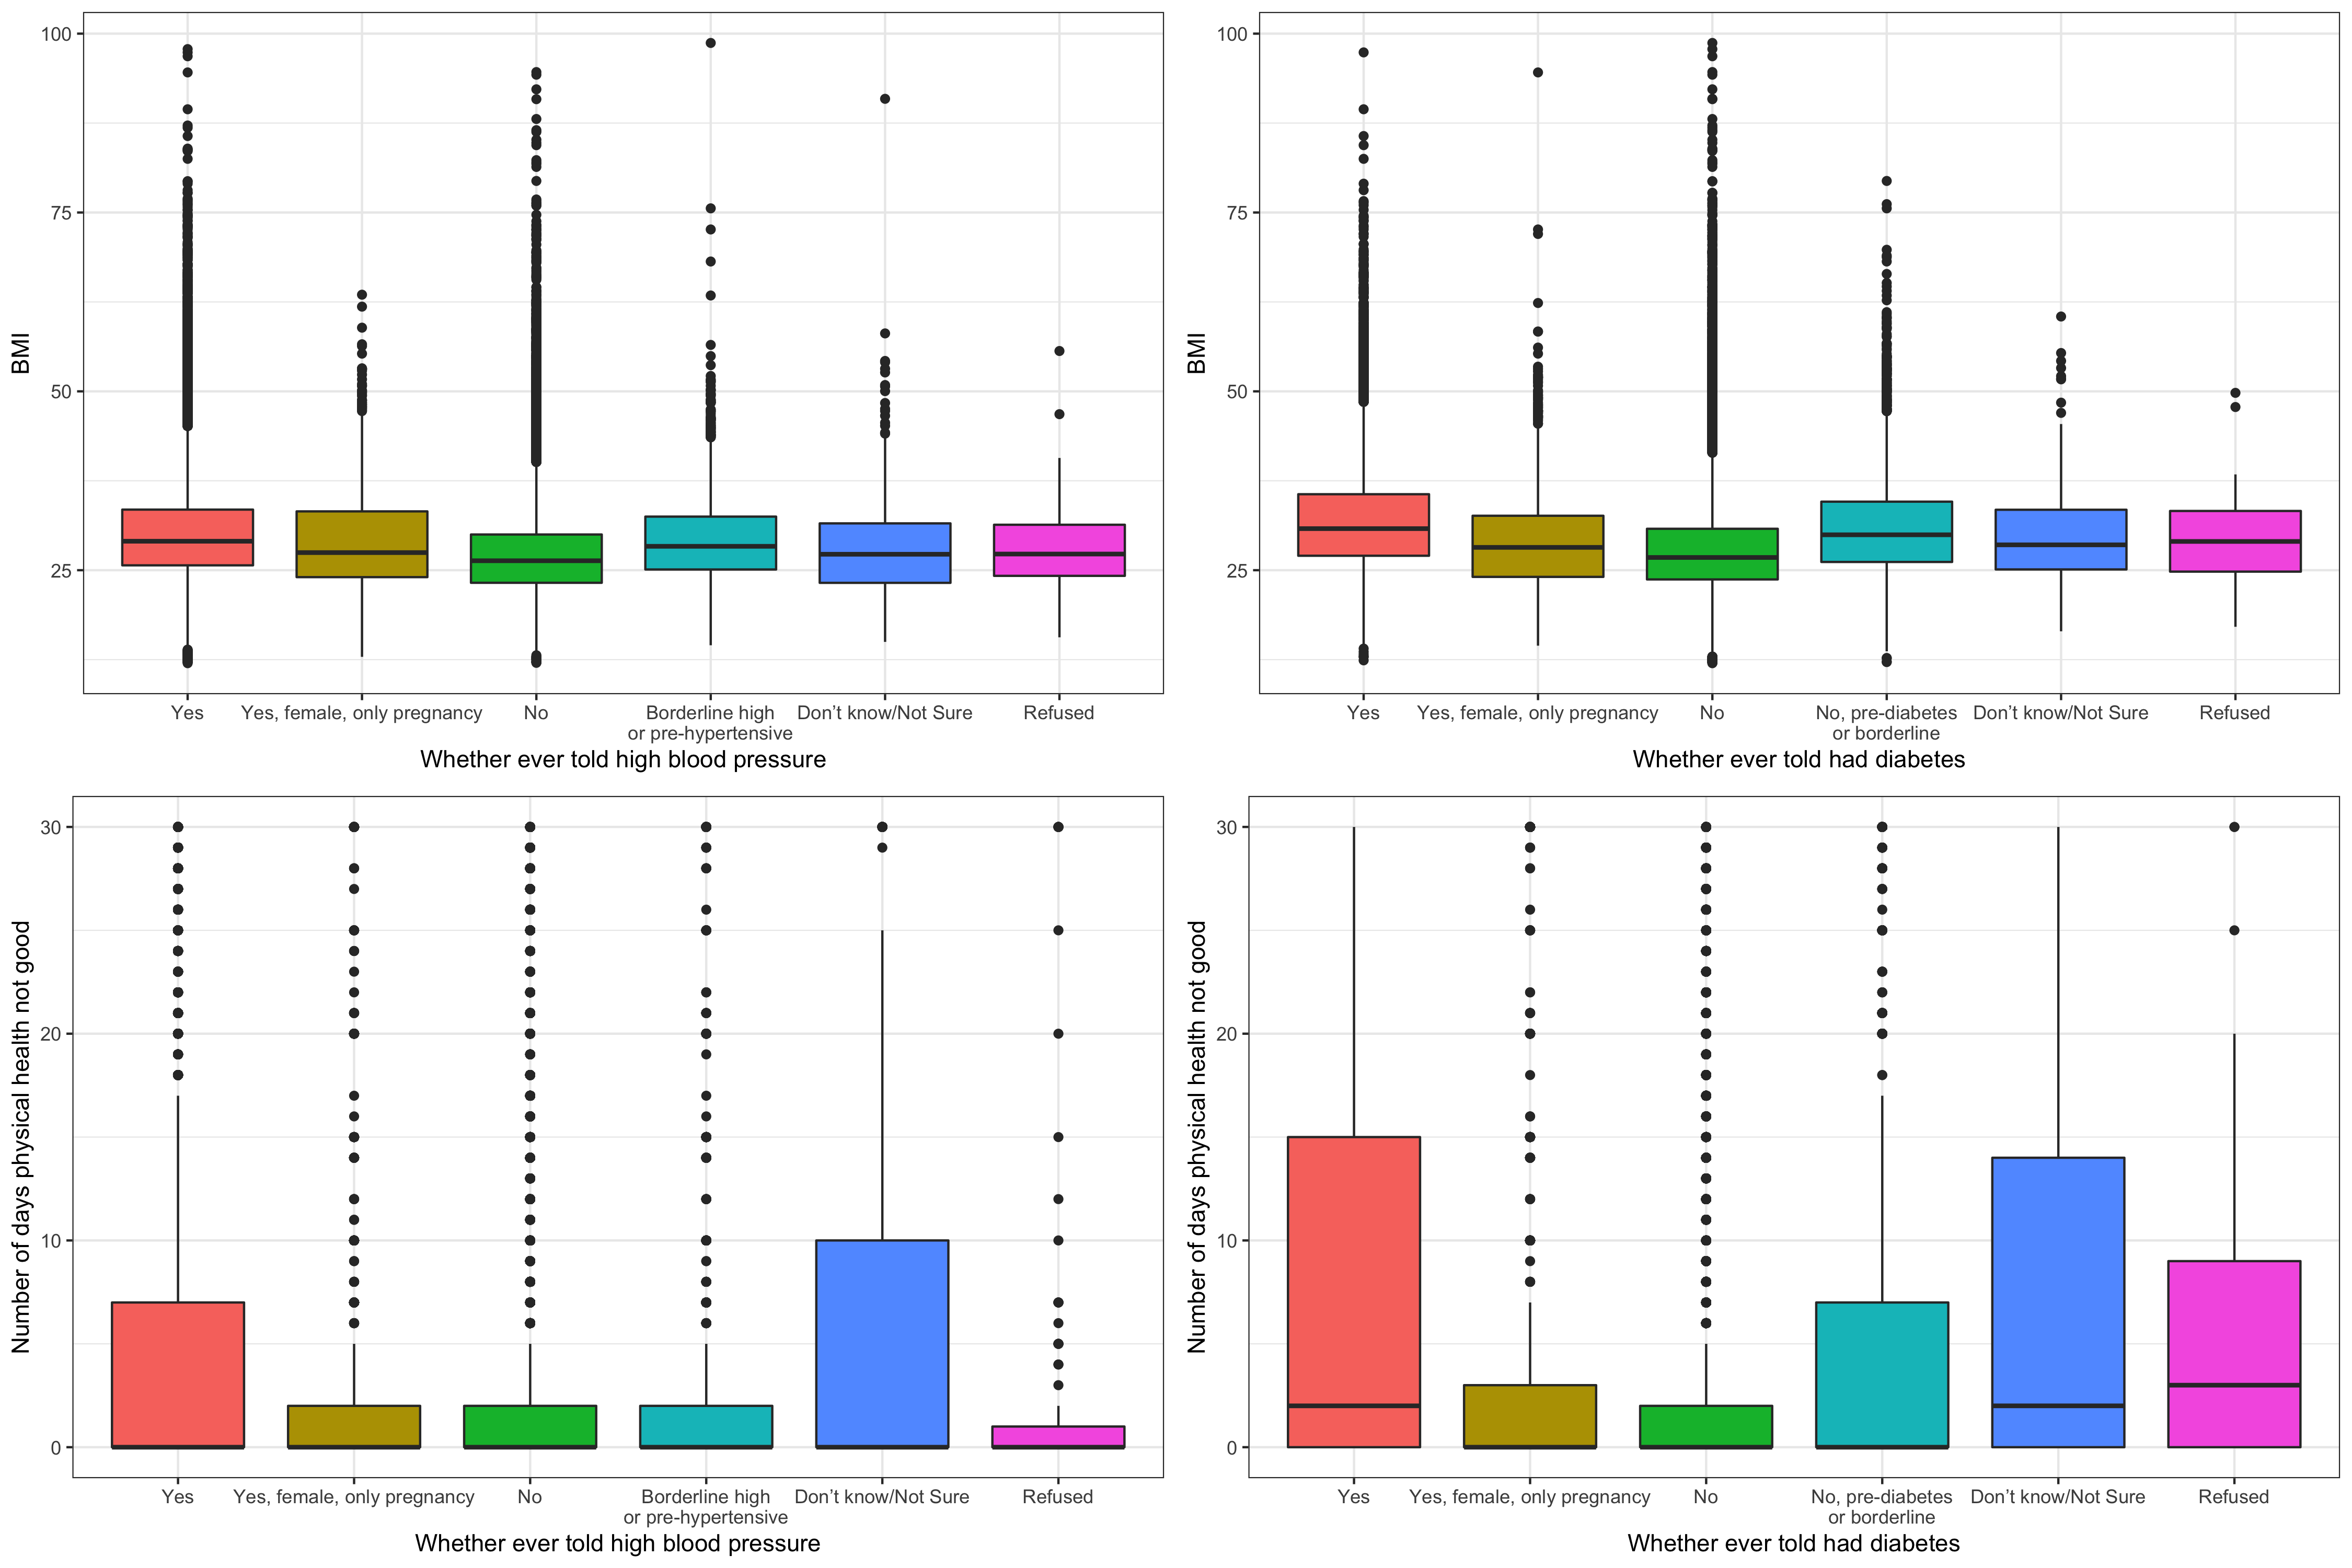 100
75
50
25
BMI
Yes
Yes, female, only pregnancy
No
Borderline high
or pre-hypertensive
Don’t know/Not Sure
Refused
Whether ever told high blood pressure
100
75
50
25
BMI
Yes
Yes, female, only pregnancy
No
No, pre-diabetes
or borderline
Don’t know/Not Sure
Refused
Whether ever told had diabetes
30
20
10
0
Number of days physical health not good
Yes
Yes, female, only pregnancy
No
Borderline high
or pre-hypertensive
Don’t know/Not Sure
Refused
Whether ever told high blood pressure
30
20
10
0
Number of days physical health not good
Yes
Yes, female, only pregnancy
No
No, pre-diabetes
or borderline
Don’t know/Not Sure
Refused
Whether ever told had diabetes